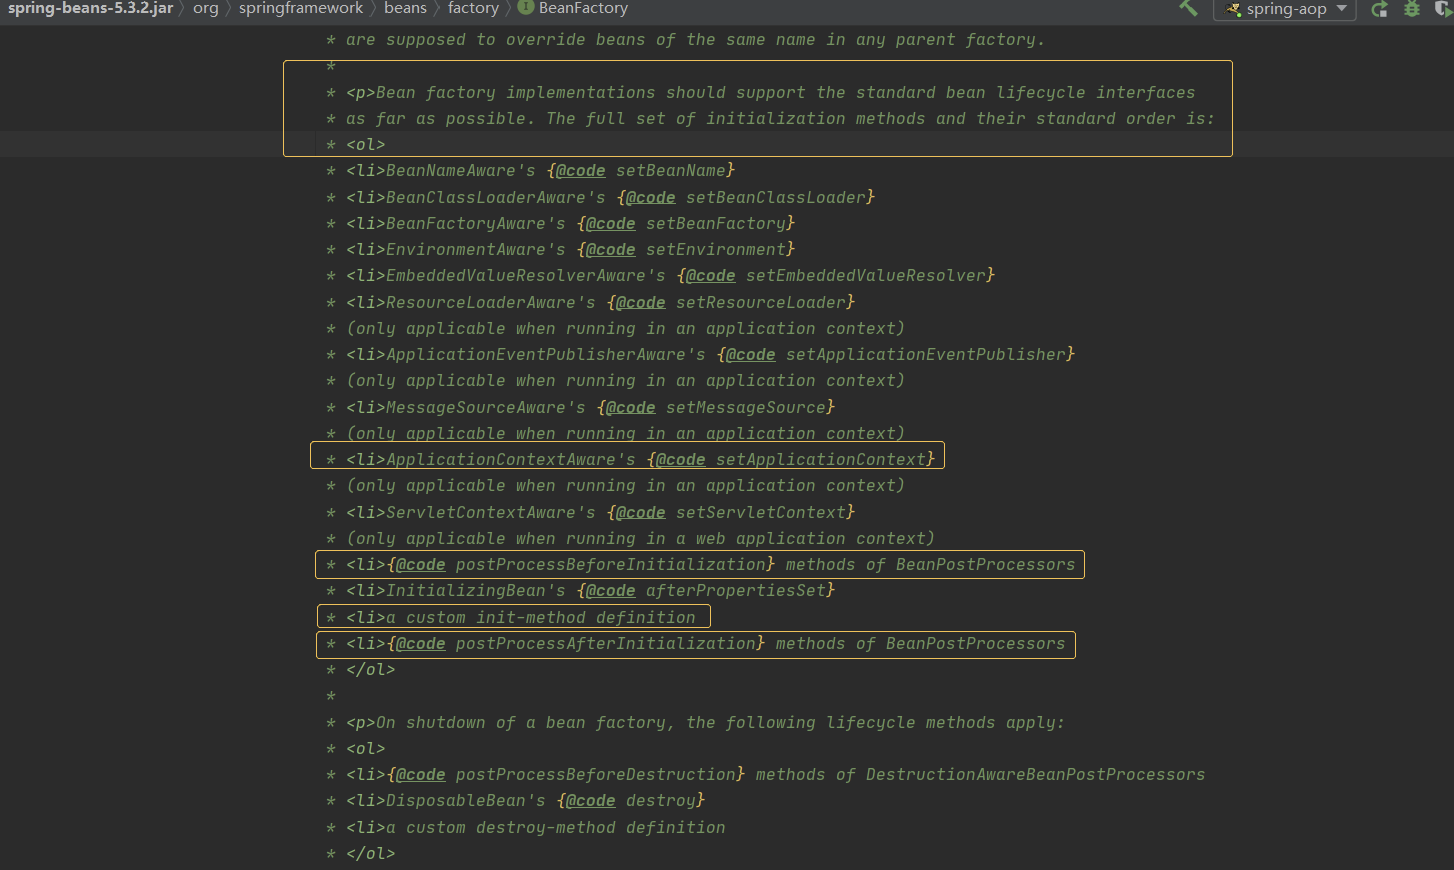 spring-beans-5.3.2.jar 〉 org 〉 springframework 〉 beans 〉 factory 〉 I BeanFactory spring-aop
* are supposed to override beans of the same name in any parent factory.
*
* <p>Bean factory implementations should support the standard bean lifecycle interfaces
* as far as possible. The full set of initialization methods and their standard order is:
* <ol>
* <li>BeanNameAware's {@code setBeanName}
* <li>BeanClassLoaderAware's {@code setBeanClassLoader}
* <li>BeanFactoryAware's {@code setBeanFactory}
* <li>EnvironmentAware's {@code setEnvironment}
* <li>EmbeddedValueResolverAware's {@code setEmbeddedValueResolver}
* <li>ResourceLoaderAware's {@code setResourceLoader}
* (only applicable when running in an application context)
* <li>ApplicationEventPublisherAware's {@code setApplicationEventPublisher}
* (only applicable when running in an application context)
* <li>MessageSourceAware's {@code setMessageSource}
* (only applicable when running in an application context)
* <li>ApplicationContextAware's {@code setApplicationContext}
* (only applicable when running in an application context)
* <li>ServletContextAware's {@code setServletContext}
* (only applicable when running in a web application context)
* <li>{@code postProcessBeforeInitialization} methods of BeanPostProcessors
* <li>InitializingBean's {@code afterPropertiesSet}
* <li>a custom init-method definition
* <li>{@code postProcessAfterInitialization} methods of BeanPostProcessors
* </ol>
*
* <p>On shutdown of a bean factory, the following lifecycle methods apply:
* <ol>
* <li>{@code postProcessBeforeDestruction} methods of DestructionAwareBeanPostProcessors
* <li>DisposableBean's {@code destroy}
* <li>a custom destroy-method definition
* </ol>